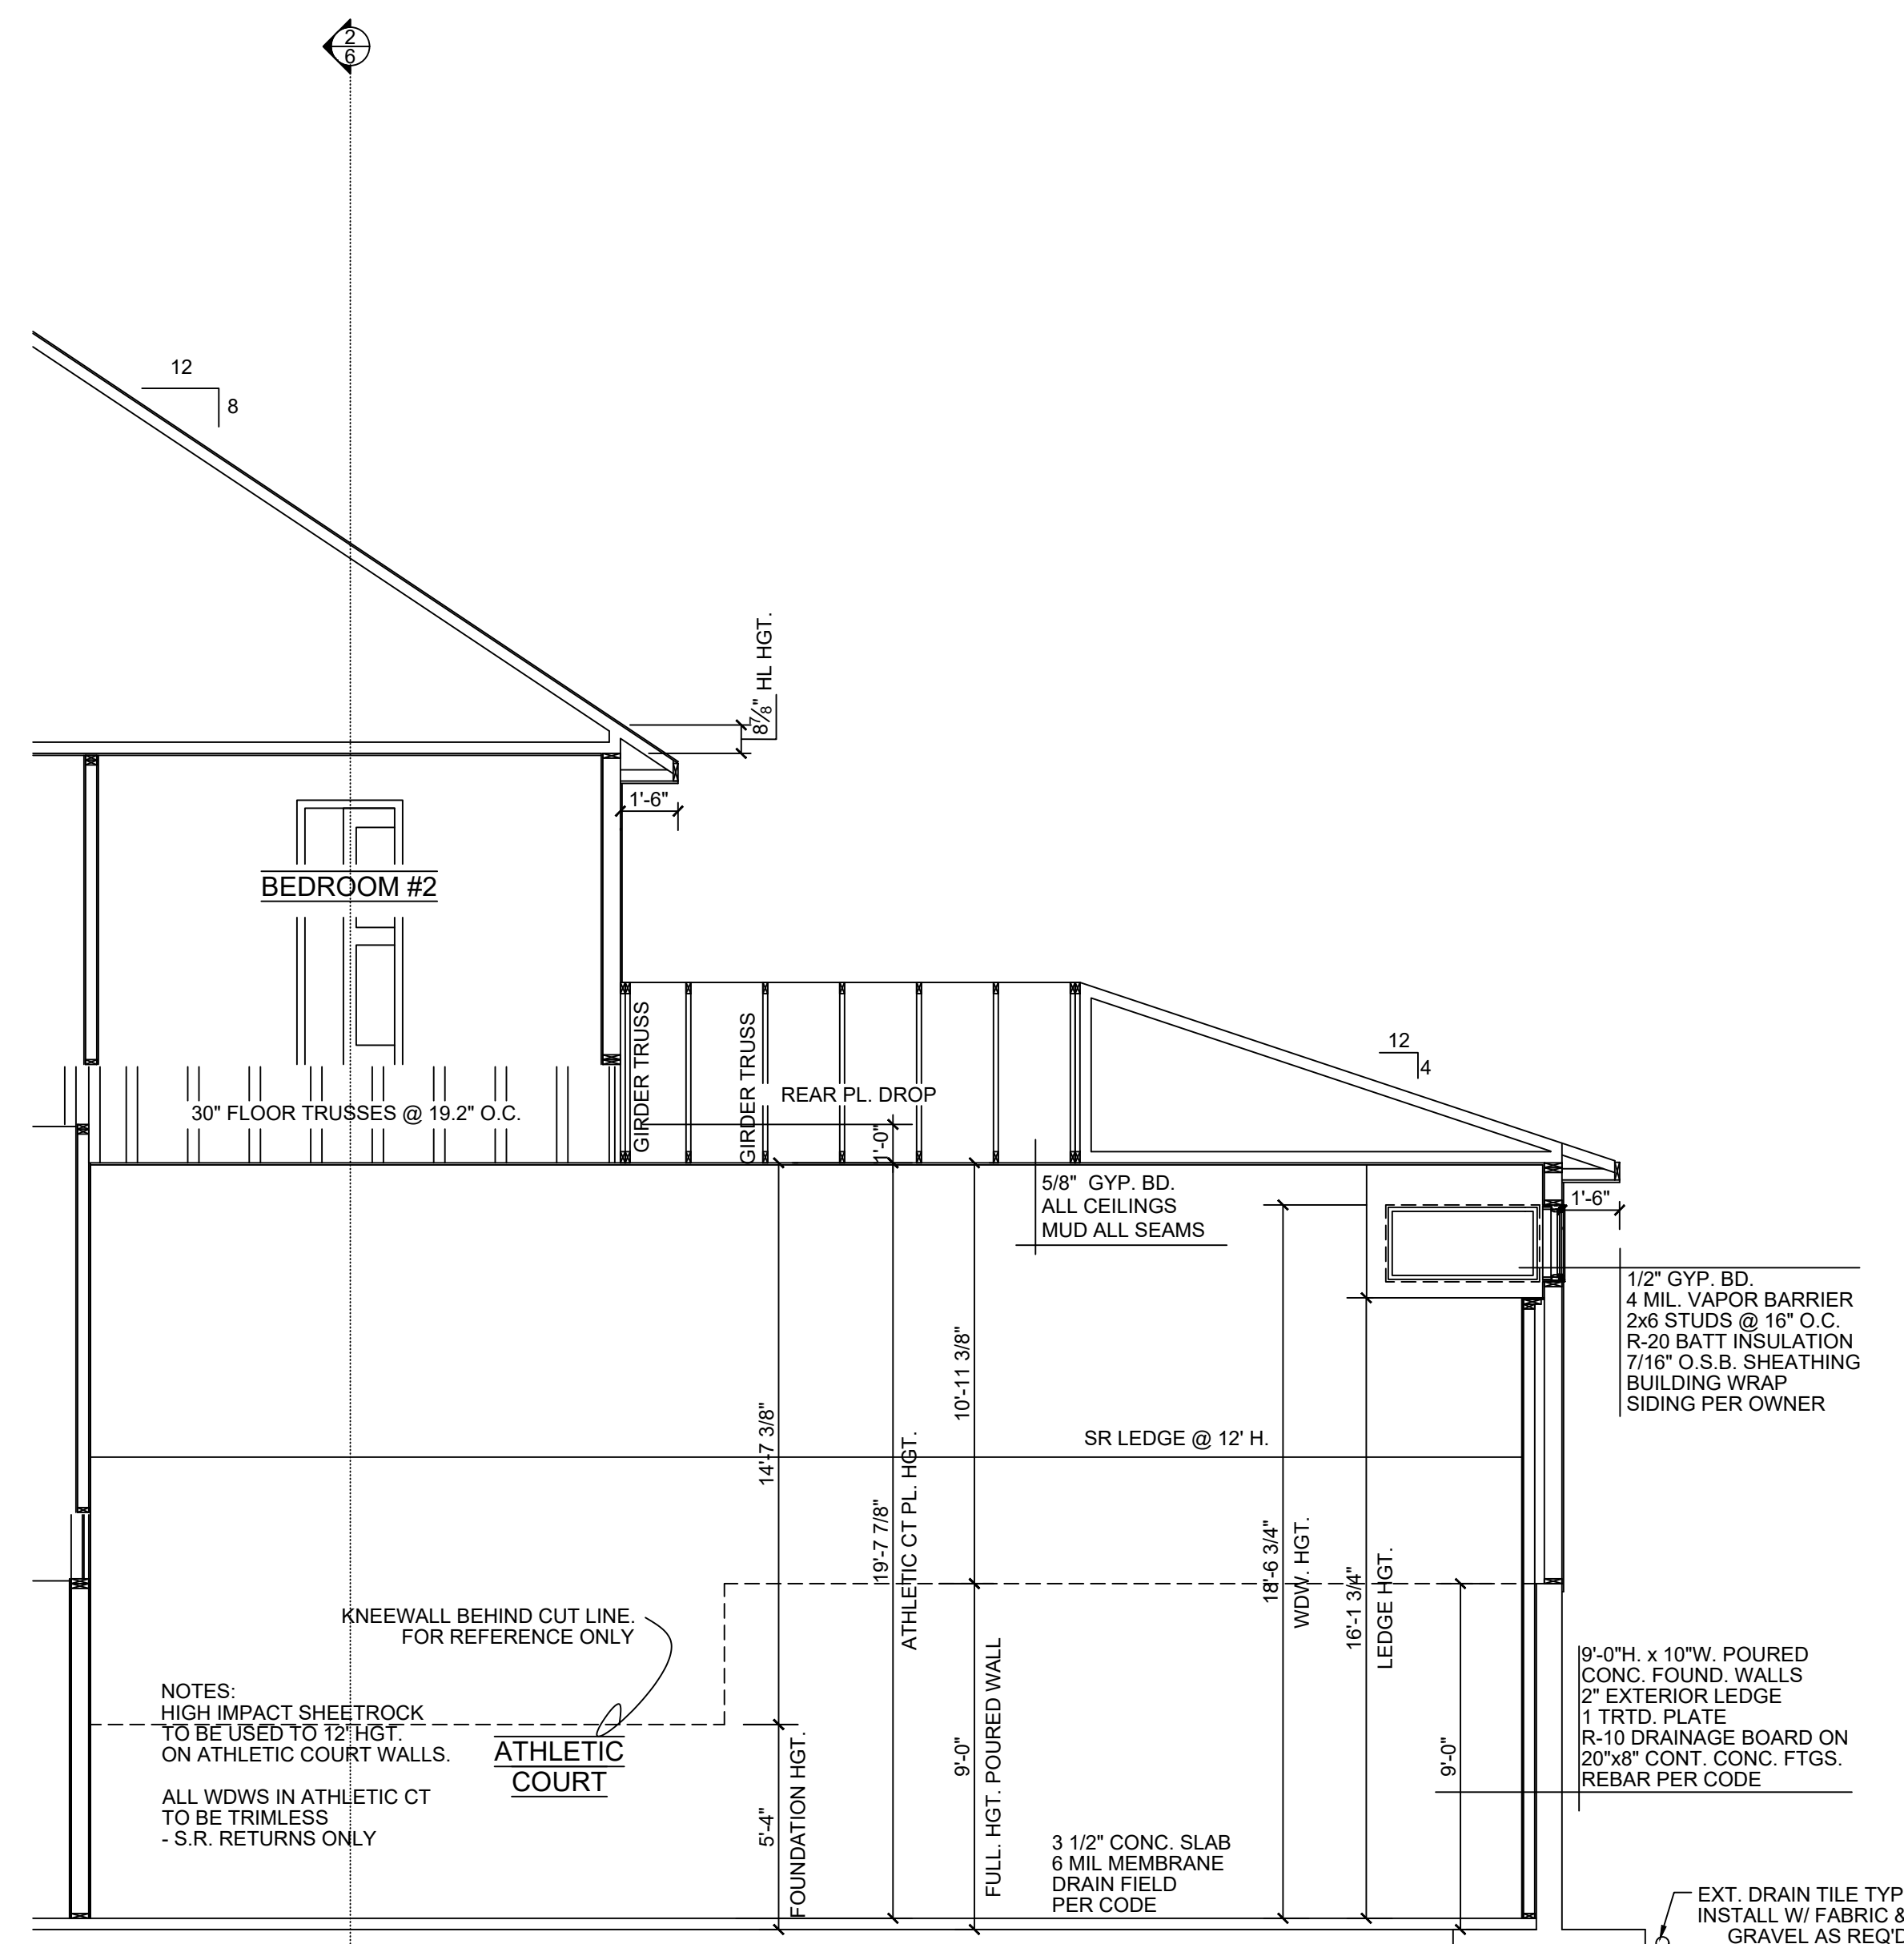 2
6
12
8
8 7/8" HL HGT.
1'-6"
BEDROOM #2
GIRDER TRUSS
GIRDER TRUSS
12
4
REAR PL. DROP
30" FLOOR TRUSSES @ 19.2" O.C.
1'-0"
5/8" GYP. BD.
ALL CEILINGS
MUD ALL SEAMS
1'-6"
1/2" GYP. BD.
4 MIL. VAPOR BARRIER
2x6 STUDS @ 16" O.C.
R-20 BATT INSULATION
7/16" O.S.B. SHEATHING
BUILDING WRAP
SIDING PER OWNER
14'-7 3/8"
10'-11 3/8"
SR LEDGE @ 12' H.
19'-7 7/8"
ATHLETIC CT PL. HGT.
18'-6 3/4"
WDW. HGT.
16'-1 3/4"
LEDGE HGT.
KNEEWALL BEHIND CUT LINE.
FOR REFERENCE ONLY
NOTES:
HIGH IMPACT SHEETROCK
TO BE USED TO 12' HGT.
ON ATHLETIC COURT WALLS.
ALL WDWS IN ATHLETIC CT
TO BE TRIMLESS
- S.R. RETURNS ONLY
ATHLETIC
COURT
5'-4"
FOUNDATION HGT.
9'-0"
FULL. HGT. POURED WALL
9'-0"
9'-0"H. x 10"W. POURED
CONC. FOUND. WALLS
2" EXTERIOR LEDGE
1 TRTD. PLATE
R-10 DRAINAGE BOARD ON
20"x8" CONT. CONC. FTGS.
REBAR PER CODE
3 1/2" CONC. SLAB
6 MIL MEMBRANE
DRAIN FIELD
PER CODE
EXT. DRAIN TILE TYP
INSTALL W/ FABRIC &
GRAVEL AS REQ'D